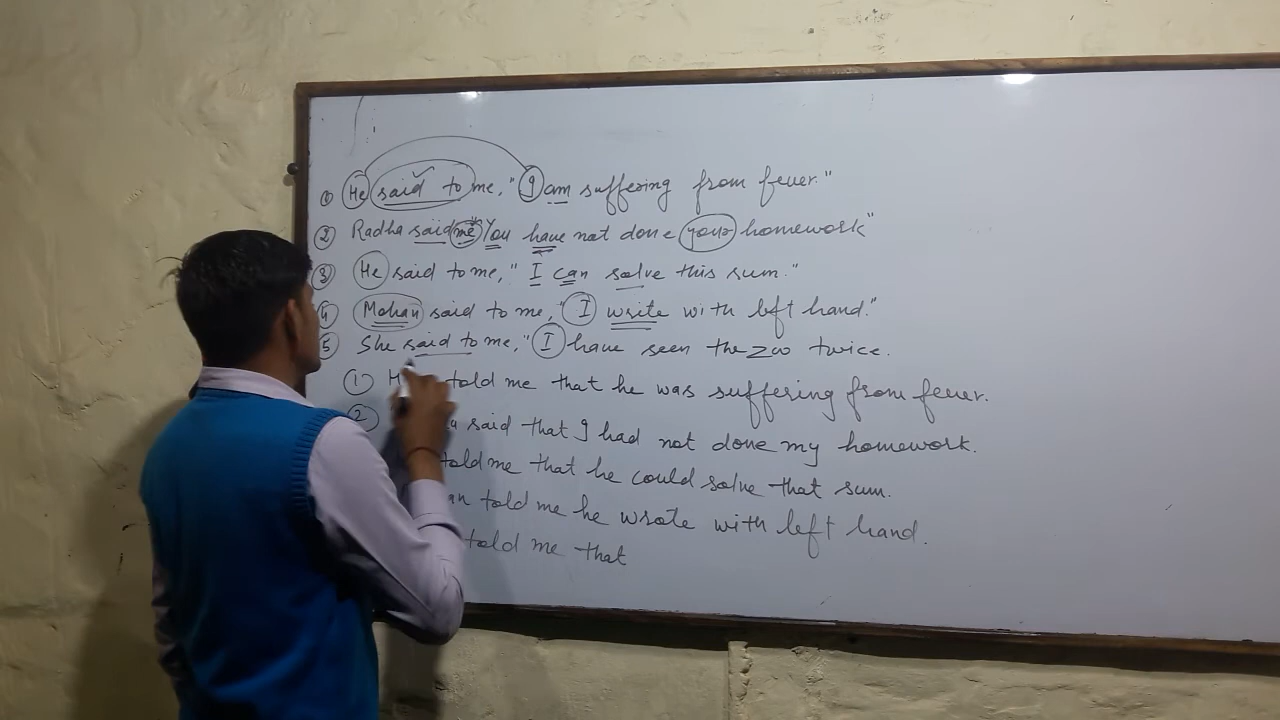 ① He said to me, "I am suffering from fever."
② Radha said me "You have not done your homework"
③ He said to me, "I can solve this sum."
④ Mohan said to me, "I write with left hand."
⑤ She said to me, "I have seen the zoo twice.
① told me that he was suffering from fever.
② said that I had not done my homework.
told me that he could solve that sum.
told me he wrote with left hand.
told me that